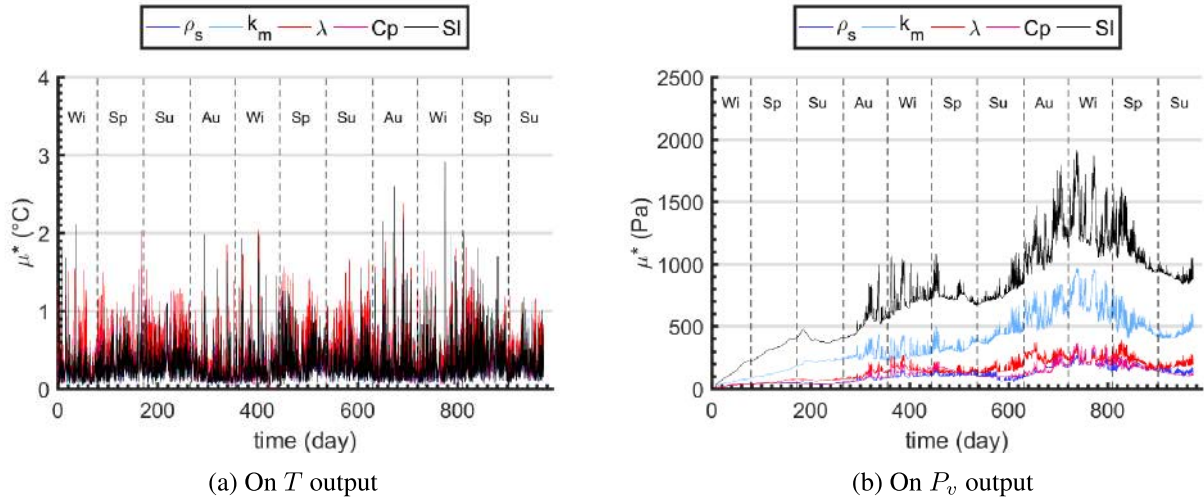 ρs km λ Cp SI
4
3
2
1
0
Wi Sp Su Au Wi Sp Su Au Wi Sp Su
μ* (°C)
0 200 400 600 800
time (day)
(a) On T output
ρs km λ Cp SI
2500
2000
1500
1000
500
0
Wi Sp Su Au Wi Sp Su Au Wi Sp Su
μ* (Pa)
0 200 400 600 800
time (day)
(b) On Pv output